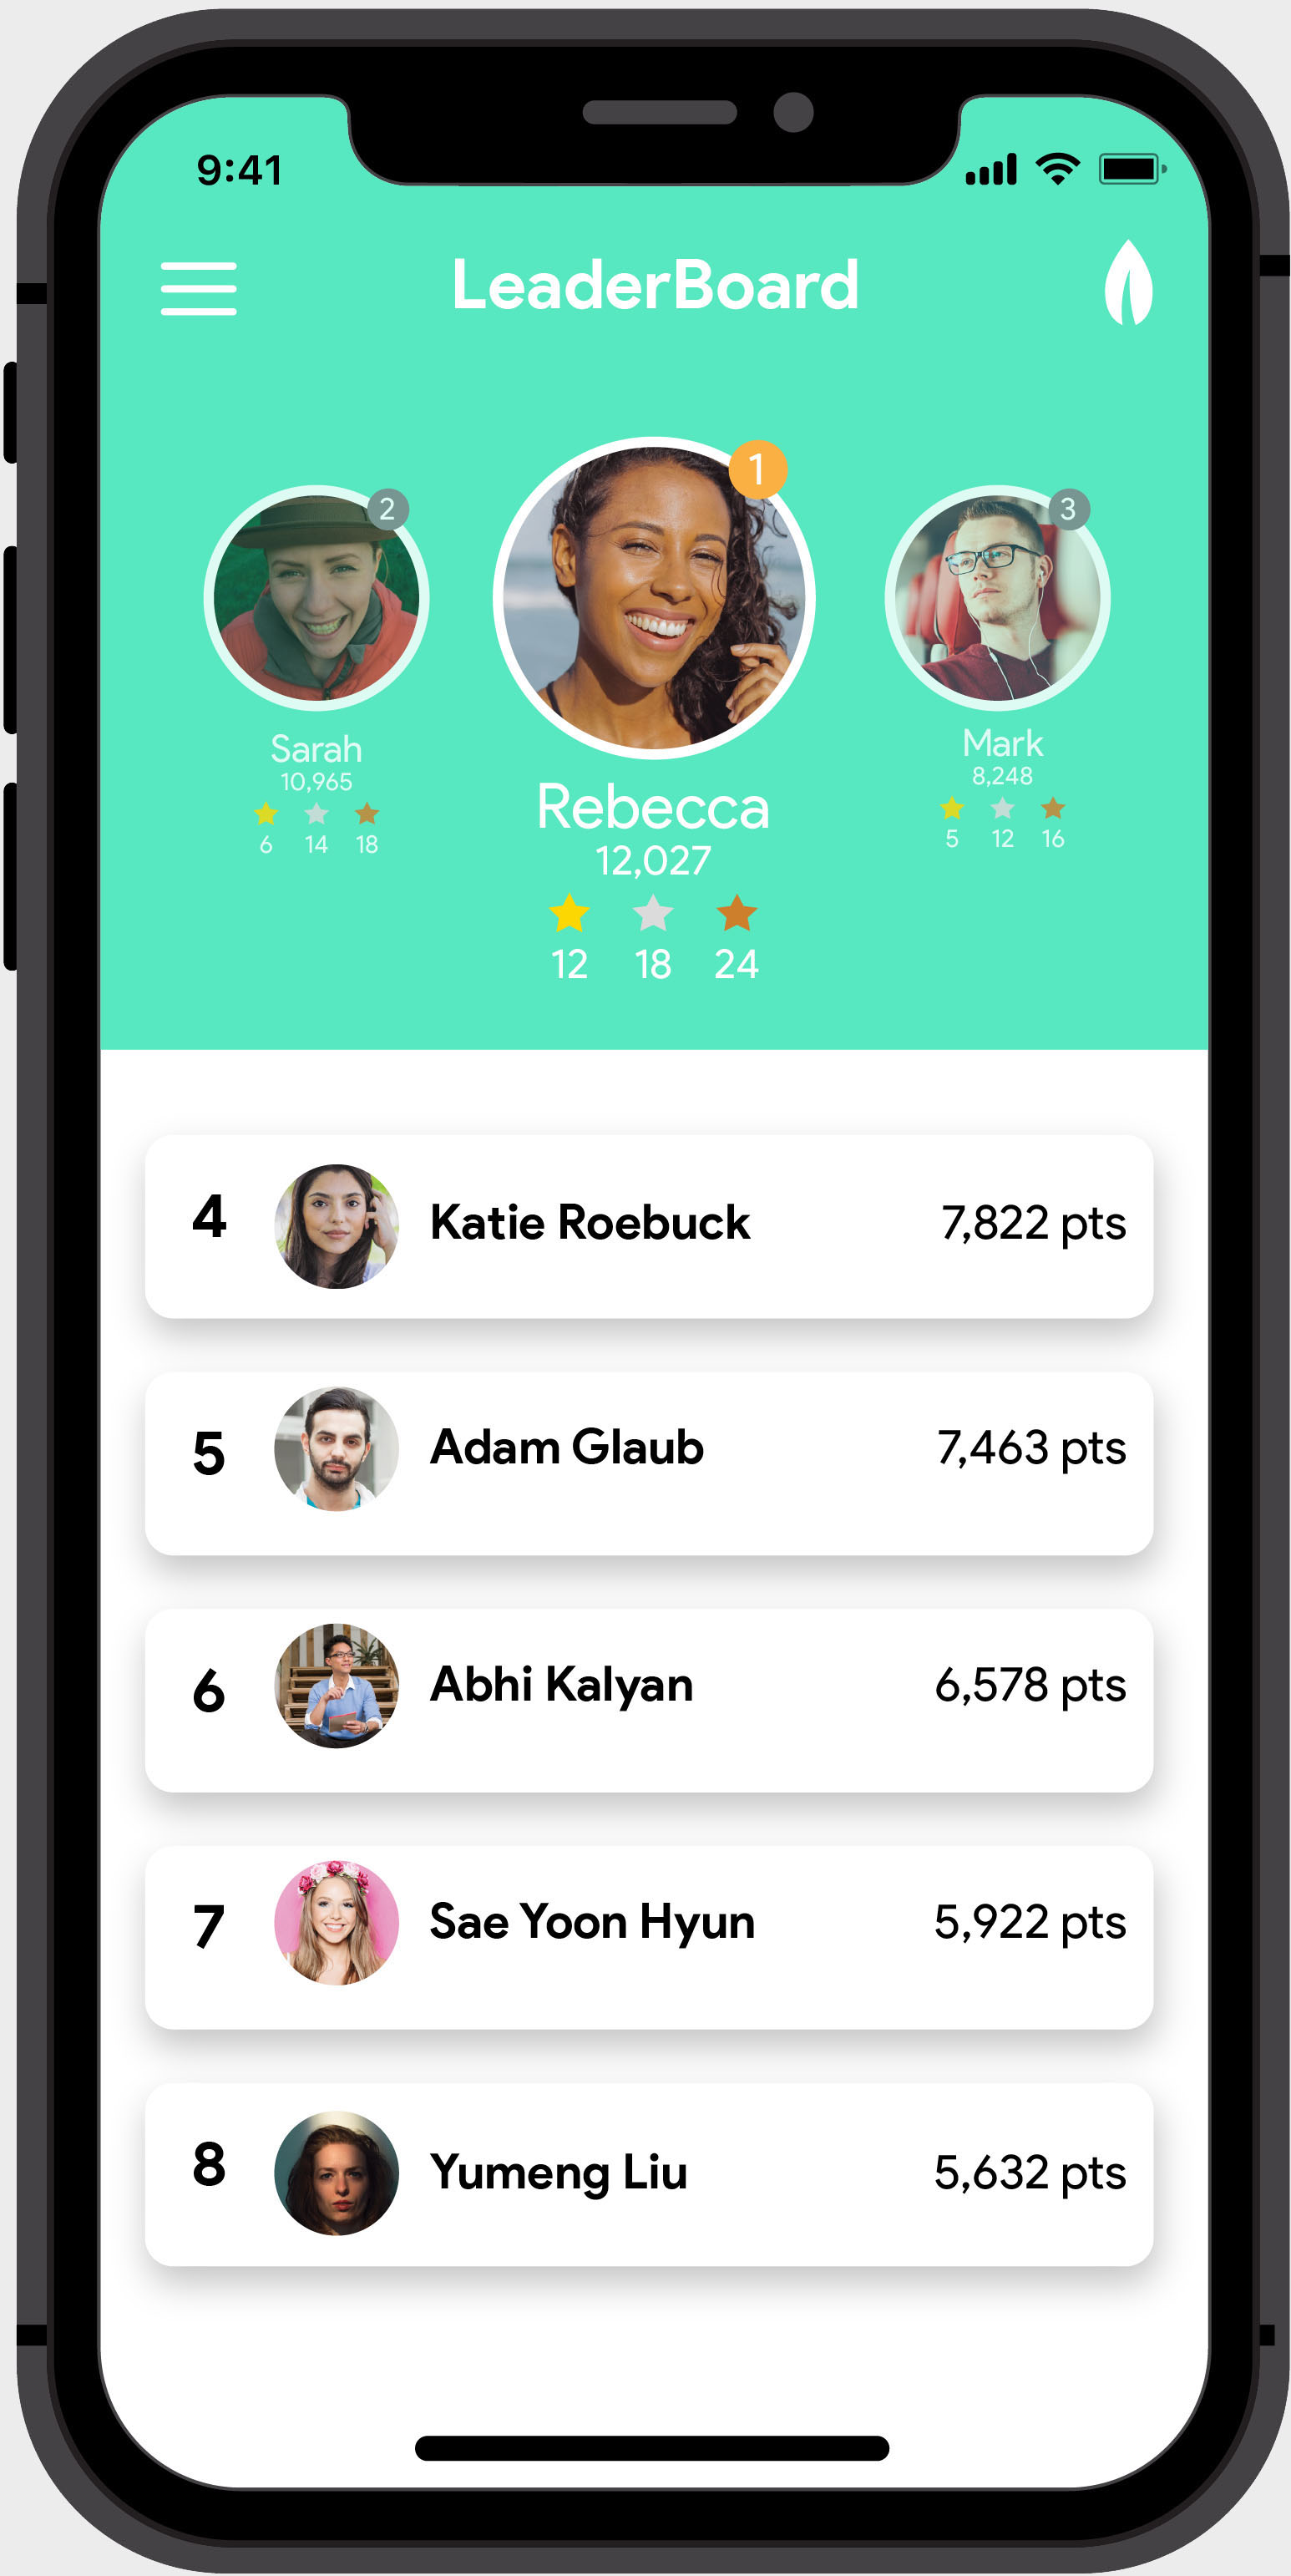 9:41
LeaderBoard
2
1
3
Sarah
10,965
6 14 18
Rebecca
12,027
12 18 24
Mark
8,248
5 12 16
4 Katie Roebuck 7,822 pts
5 Adam Glaub 7,463 pts
6 Abhi Kalyan 6,578 pts
7 Sae Yoon Hyun 5,922 pts
8 Yumeng Liu 5,632 pts